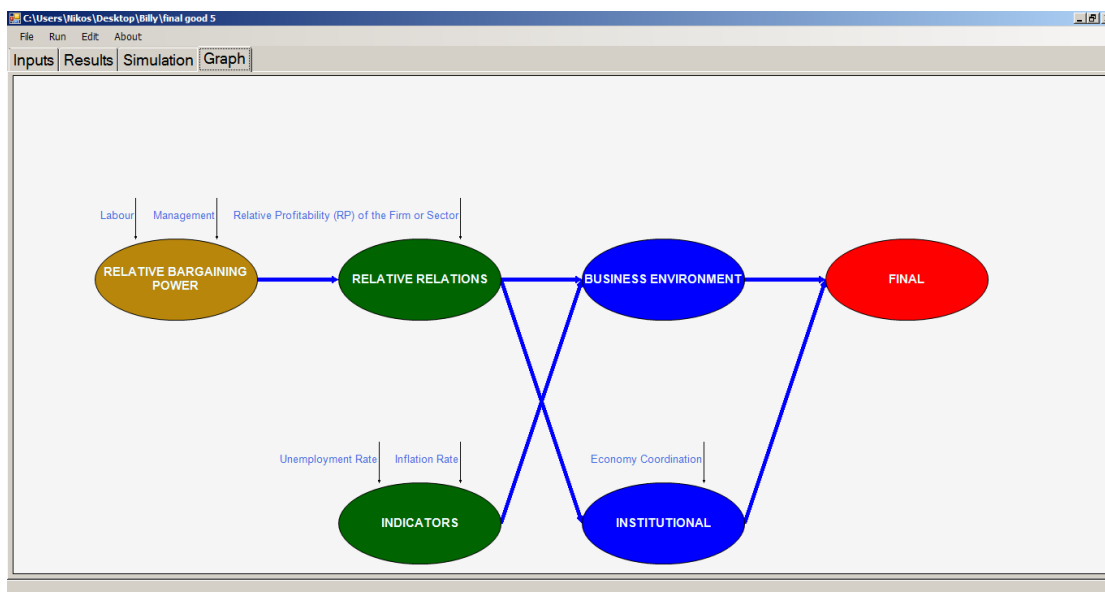 C:\Users\Nikos\Desktop\Billy\final good 5
File Run Edit About
Inputs Results Simulation Graph
Labour Management Relative Profitability (RP) of the Firm or Sector
RELATIVE BARGAINING
POWER
RELATIVE RELATIONS
BUSINESS ENVIRONMENT
FINAL
Unemployment Rate Inflation Rate Economy Coordination
INDICATORS
INSTITUTIONAL